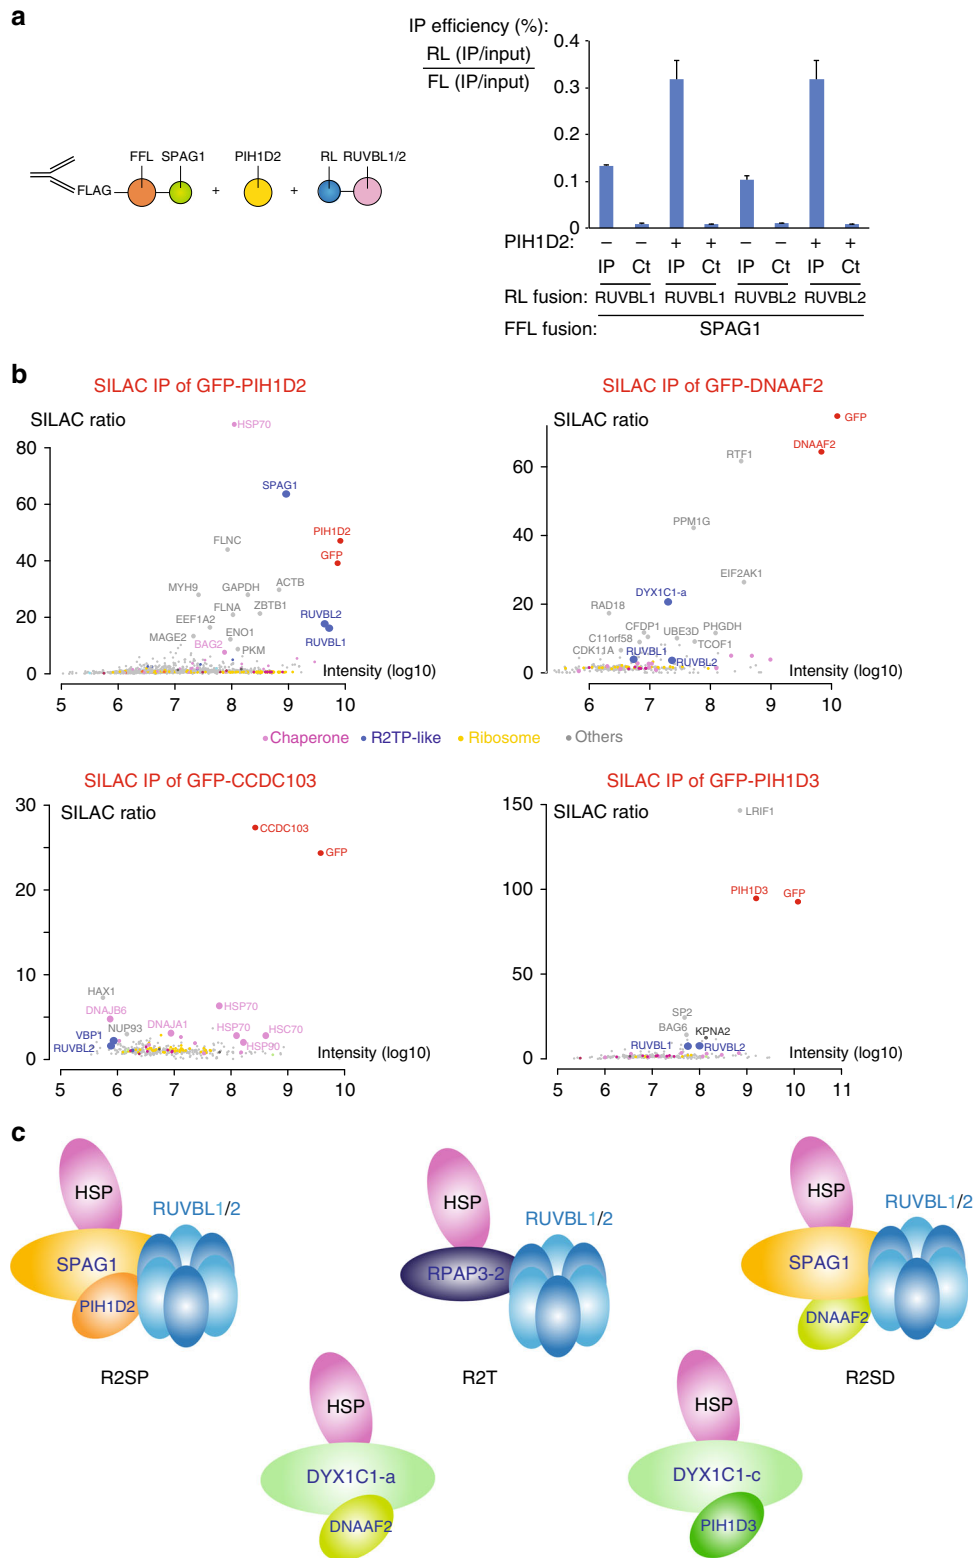 a
IP efficiency (%):
RL (IP/input)
FL (IP/input)
0.4
0.3
0.2
0.1
0
FFL SPAG1 PIH1D2 RL RUVBL1/2
FLAG + +
PIH1D2: – – + + – – + +
IP Ct IP Ct IP Ct IP Ct
RL fusion: RUVBL1 RUVBL1 RUVBL2 RUVBL2
FFL fusion: SPAG1
b
SILAC IP of GFP-PIH1D2
SILAC ratio
HSP70
80
SPAG1
60
PIH1D2
FLNC
GFP
40
MYH9 GAPDH ACTB
FLNA ZBTB1
20
EEF1A2 RUVBL2
MAGE2 ENO1
BAG2 PKM RUVBL1
0
Intensity (log10)
5 6 7 8 9 10
SILAC IP of GFP-DNAAF2
SILAC ratio
GFP
DNAAF2
RTF1
60
PPM1G
40
EIF2AK1
DYX1C1-a
20
RAD18
CFDP1 PHGDH
C11orf58 UBE3D TCOF1
CDK11A RUVBL1 RUVBL2
0
Intensity (log10)
6 7 8 9 10
Chaperone R2TP-like Ribosome Others
SILAC IP of GFP-CCDC103
30
SILAC ratio
CCDC103
GFP
20
10
HAX1
DNAJB6 HSP70
NUP93 DNAJA1
VBP1 HSP70 HSC70
RUVBL2 HSP90
0
Intensity (log10)
5 6 7 8 9 10
SILAC IP of GFP-PIH1D3
150
SILAC ratio
LRIF1
PIH1D3 GFP
100
50
SP2
BAG6 KPNA2
RUVBL1 RUVBL2
0
Intensity (log10)
5 6 7 8 9 10 11
c
HSP
RUVBL1/2
SPAG1
PIH1D2
R2SP
HSP
RUVBL1/2
RPAP3-2
R2T
HSP
RUVBL1/2
SPAG1
DNAAF2
R2SD
HSP
DYX1C1-a
DNAAF2
HSP
DYX1C1-c
PIH1D3